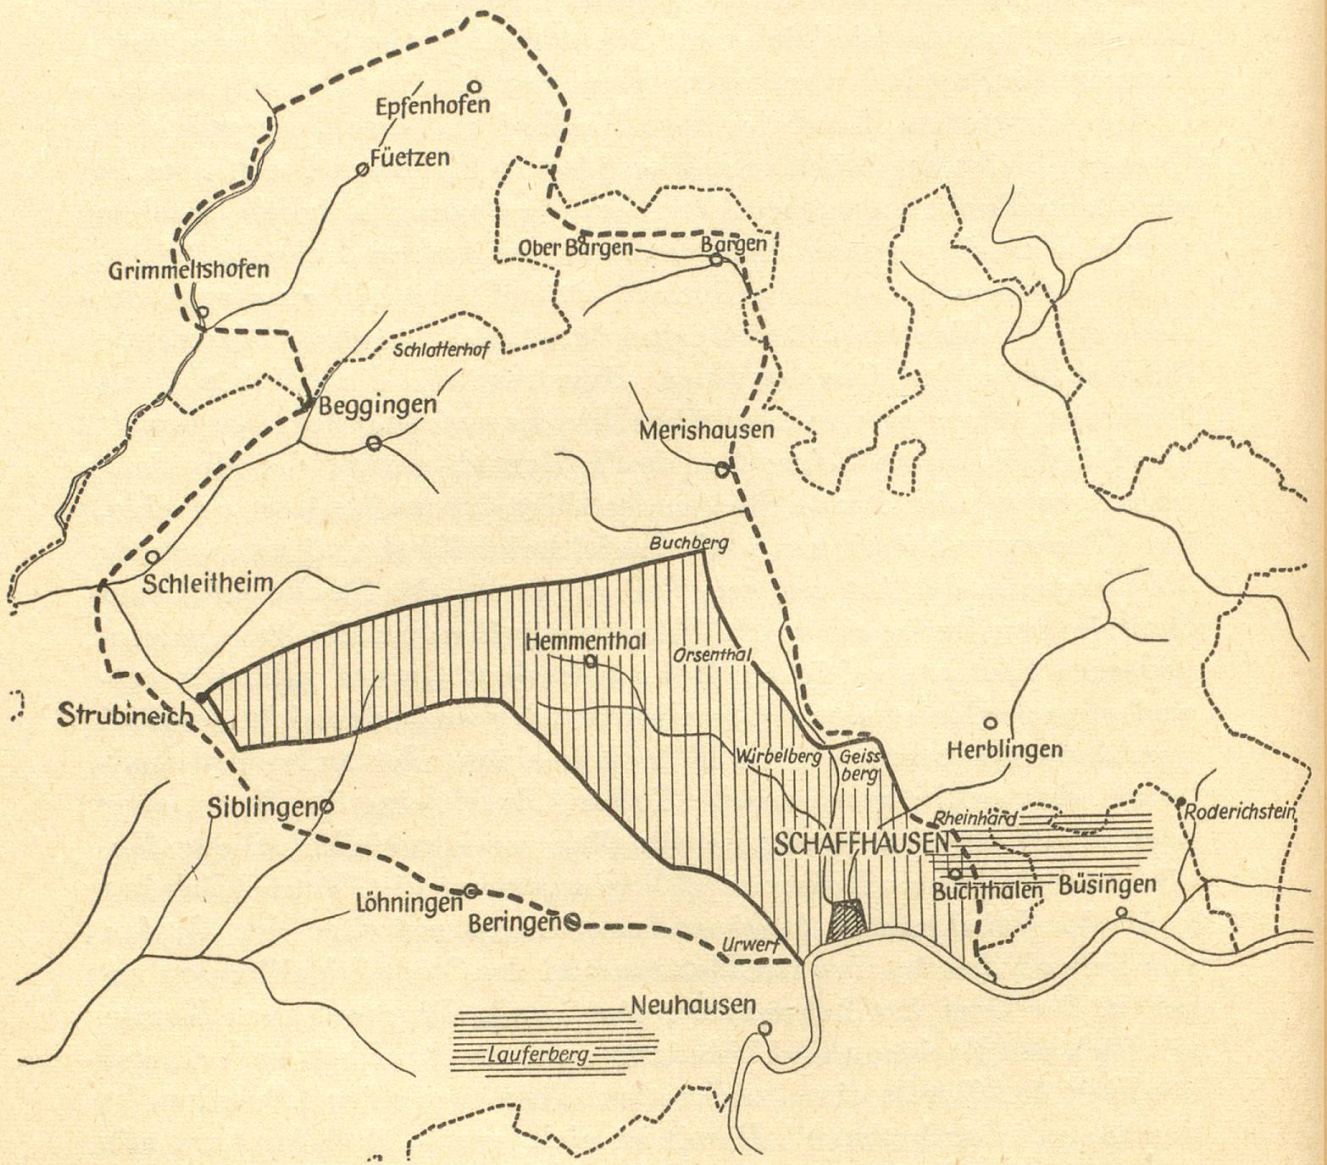 Epfenhofen
Füetzen
Ober Bargen
Bargen
Grimmeltshofen
Schlatterhof
Beggingen
Merishausen
Buchberg
Schleitheim
Hemmenthal
Orsenthal
Strubineich
Wirbelberg
Geiss
berg
Herblingen
Siblingen
Rheinhard
Roderichstein
SCHAFFHAUSEN
Buchthalen
Büsingen
Löhningen
Beringen
Urwerf
Neuhausen
Lauferberg